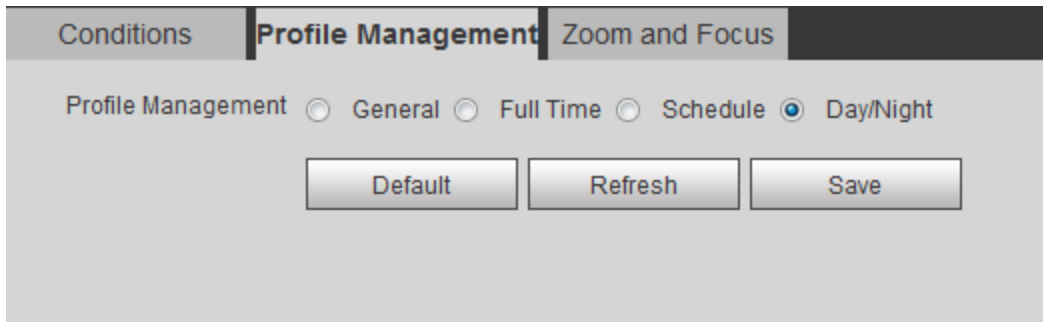 Conditions Profile Management Zoom and Focus
Profile Management General Full Time Schedule Day/Night
Default Refresh Save